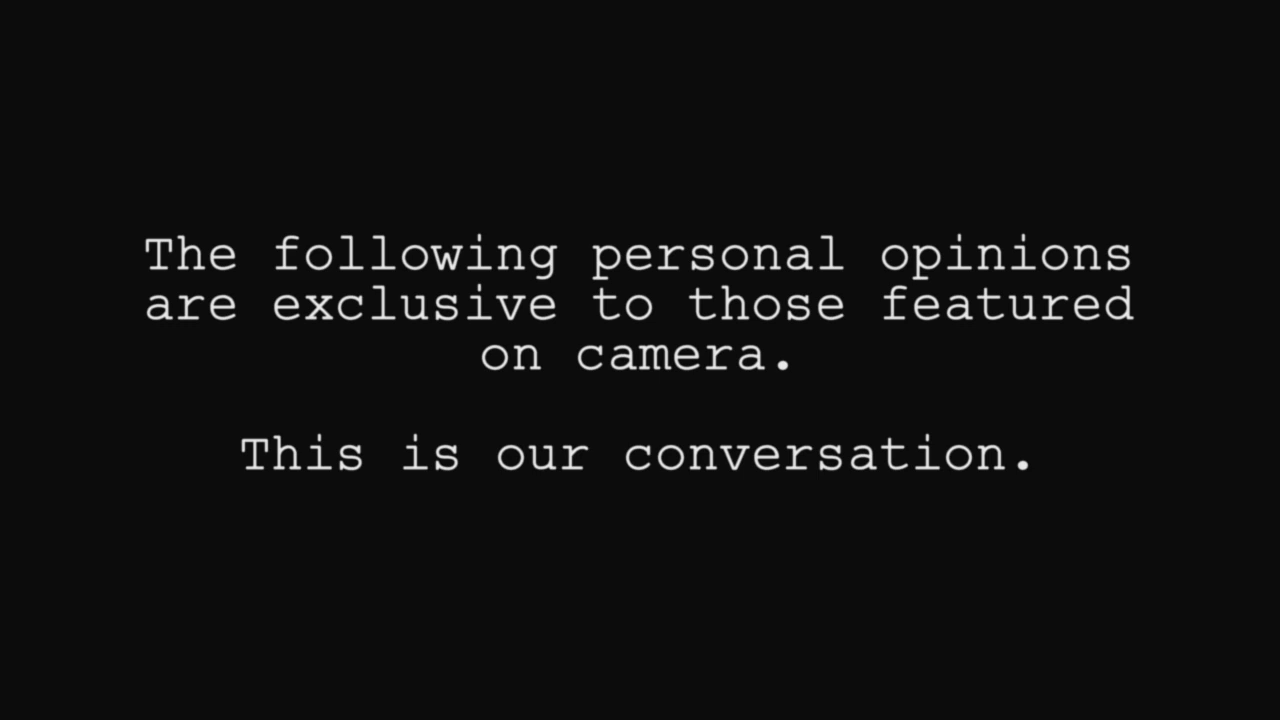 The following personal opinions
are exclusive to those featured
on camera.
This is our conversation.